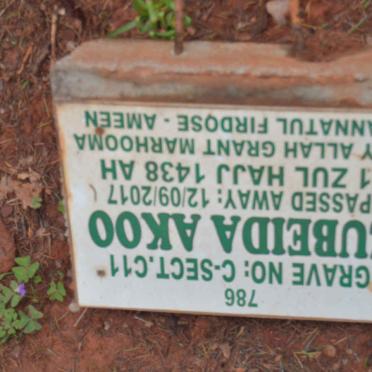 786
GRAVE NO: C-SECT.C11
UBEIDA AKOO
PASSED AWAY: 12/09/2017
1 ZUL HAJJ 1438 AH
Y ALLAH GRANT MARHOOMA
ANNATUL FIRDOSE - AMEEN